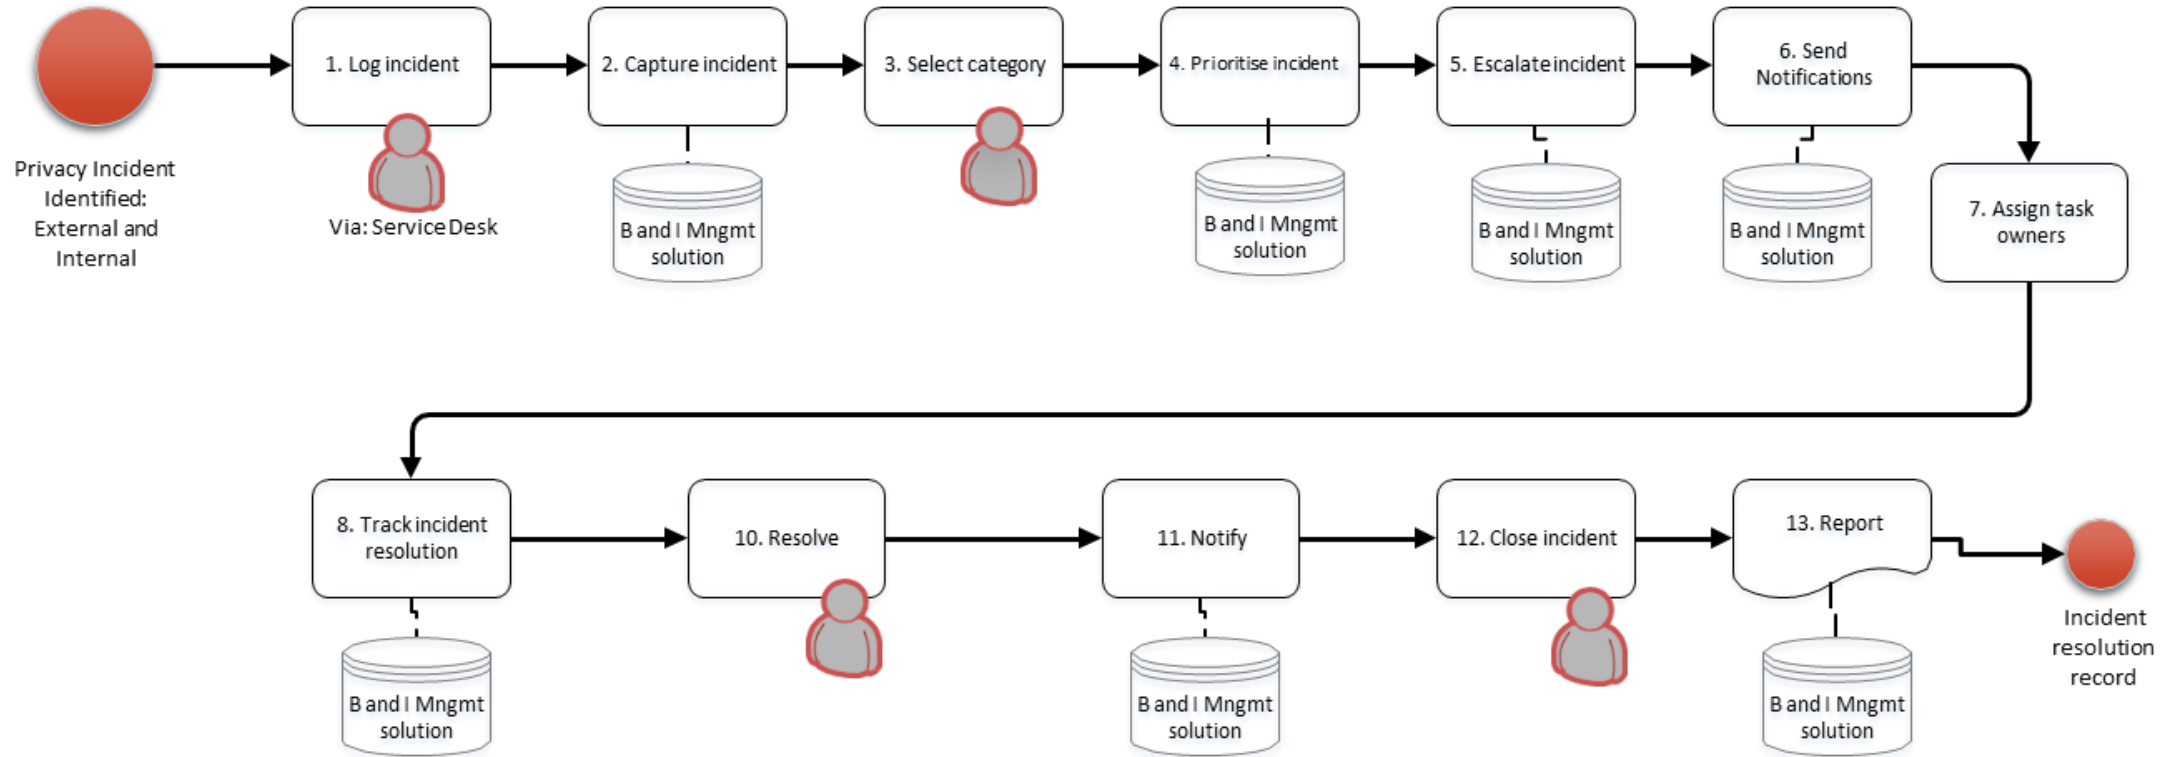 1. Log incident
2. Capture incident
3. Select category
4. Prioritise incident
5. Escalate incident
6. Send
Notifications
Privacy Incident
Identified:
External and
Internal
Via: Service Desk
B and I Mngmt
solution
B and I Mngmt
solution
B and I Mngmt
solution
B and I Mngmt
solution
7. Assign task
owners
8. Track incident
resolution
10. Resolve
11. Notify
12. Close incident
13. Report
Incident
resolution
record
B and I Mngmt
solution
B and I Mngmt
solution
B and I Mngmt
solution